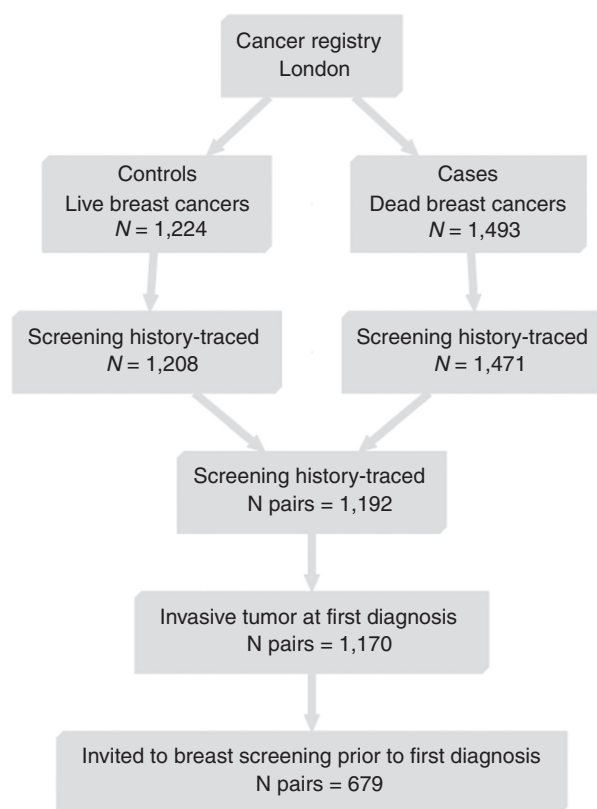 Cancer registry
London
Controls
Live breast cancers
N = 1,224
Cases
Dead breast cancers
N = 1,493
Screening history-traced
N = 1,208
Screening history-traced
N = 1,471
Screening history-traced
N pairs = 1,192
Invasive tumor at first diagnosis
N pairs = 1,170
Invited to breast screening prior to first diagnosis
N pairs = 679